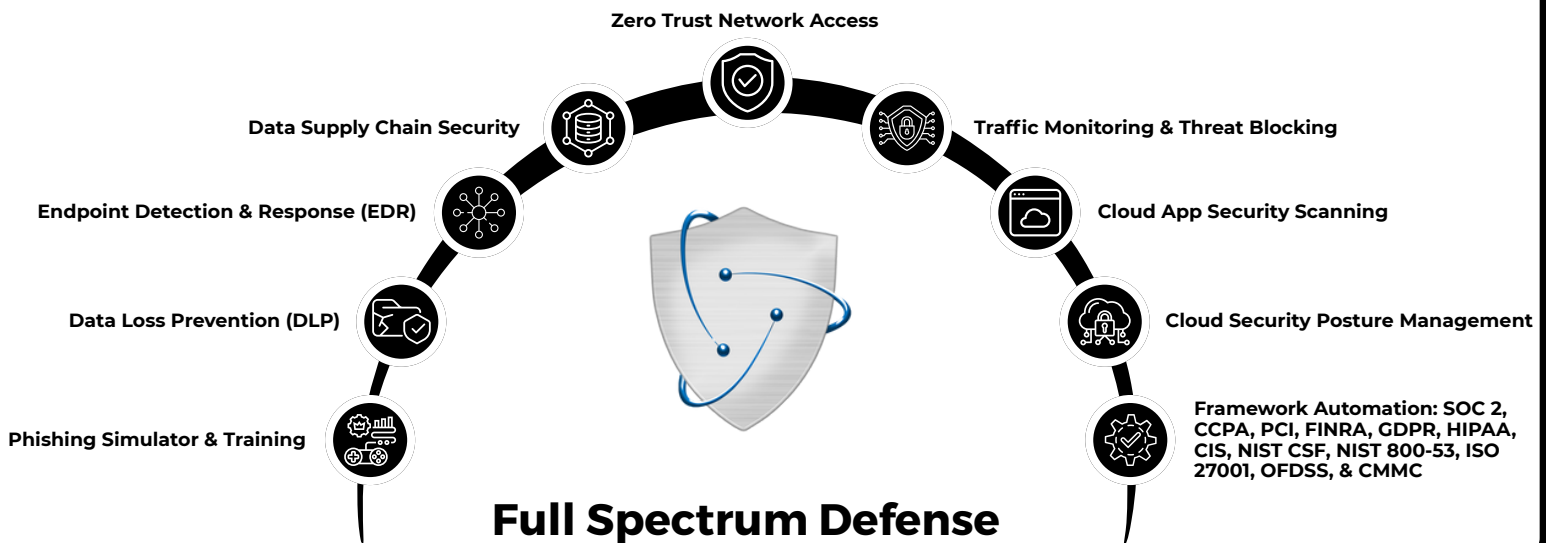 Zero Trust Network Access
Data Supply Chain Security
Traffic Monitoring & Threat Blocking
Endpoint Detection & Response (EDR)
Cloud App Security Scanning
Data Loss Prevention (DLP)
Cloud Security Posture Management
Phishing Simulator & Training
Framework Automation: SOC 2,
CCPA, PCI, FINRA, GDPR, HIPAA,
CIS, NIST CSF, NIST 800-53, ISO
27001, OFDSS, & CMMC
Full Spectrum Defense